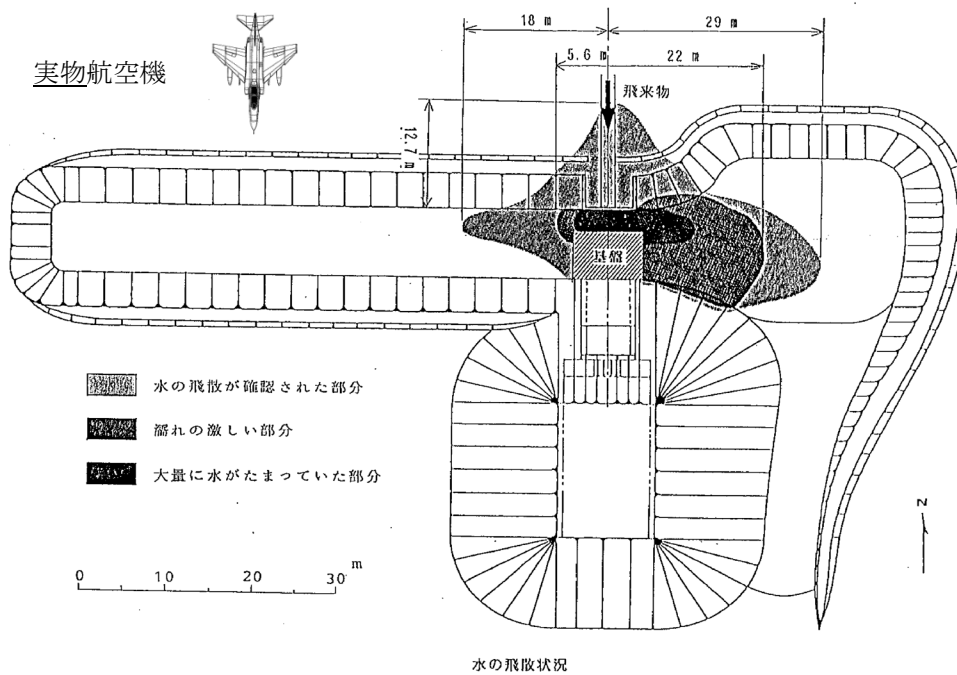 18 m
29 m
5.6 m
22 m
実物航空機
飛来物
12.7 m
基盤
水の飛散が確認された部分
濡れの激しい部分
大量に水がたまっていた部分
0 10 20 30 m
N
水の飛散状況